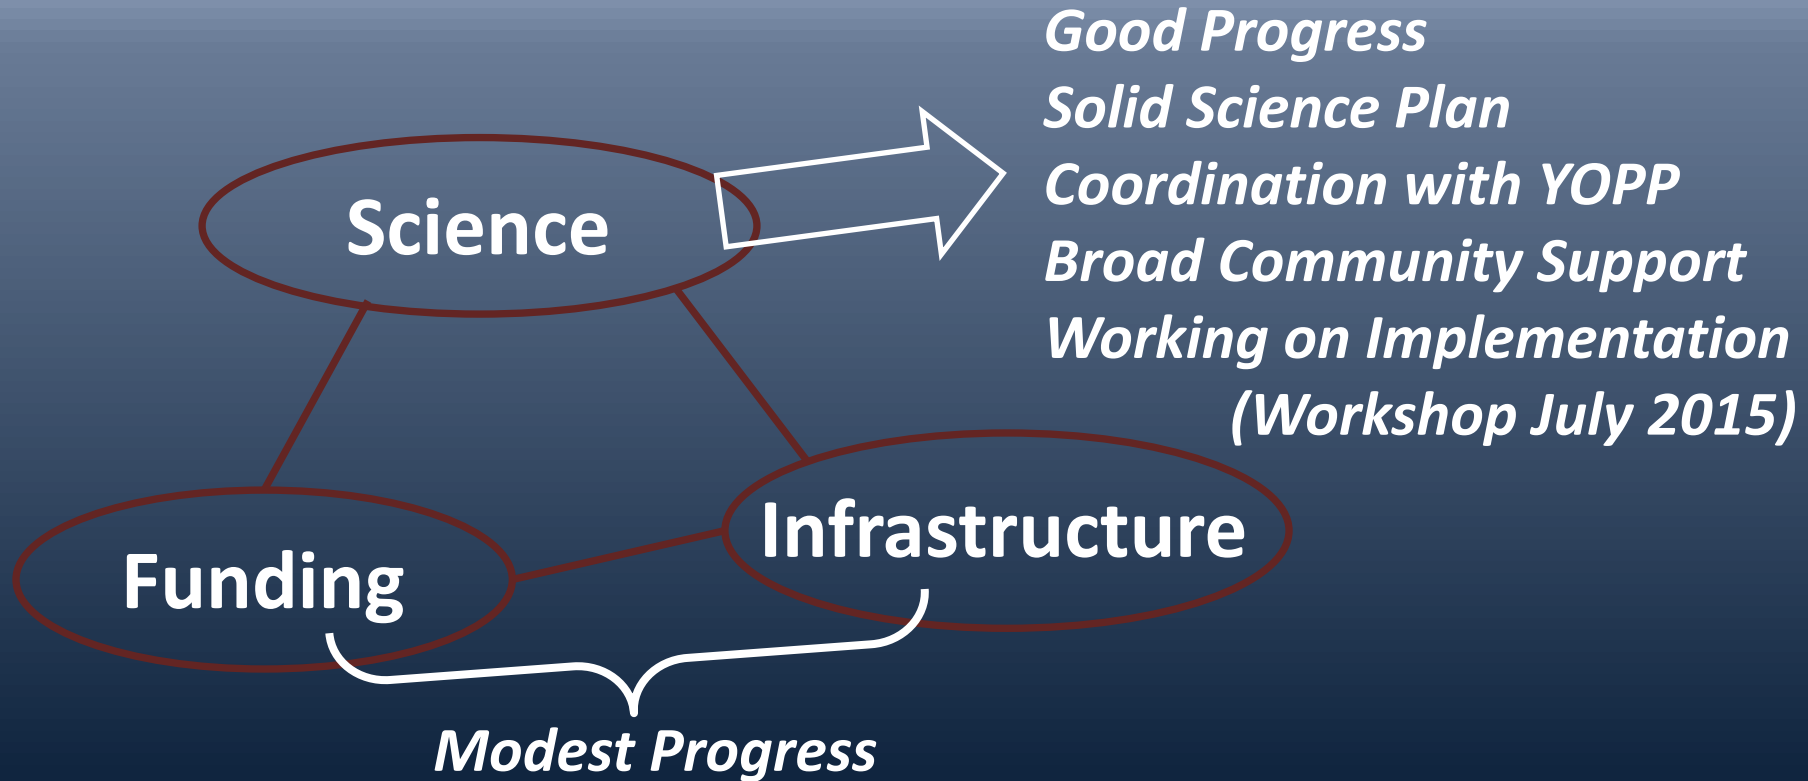 Good Progress
Solid Science Plan
Coordination with YOPP
Broad Community Support
Working on Implementation
(Workshop July 2015)
Science
Infrastructure
Funding
Modest Progress